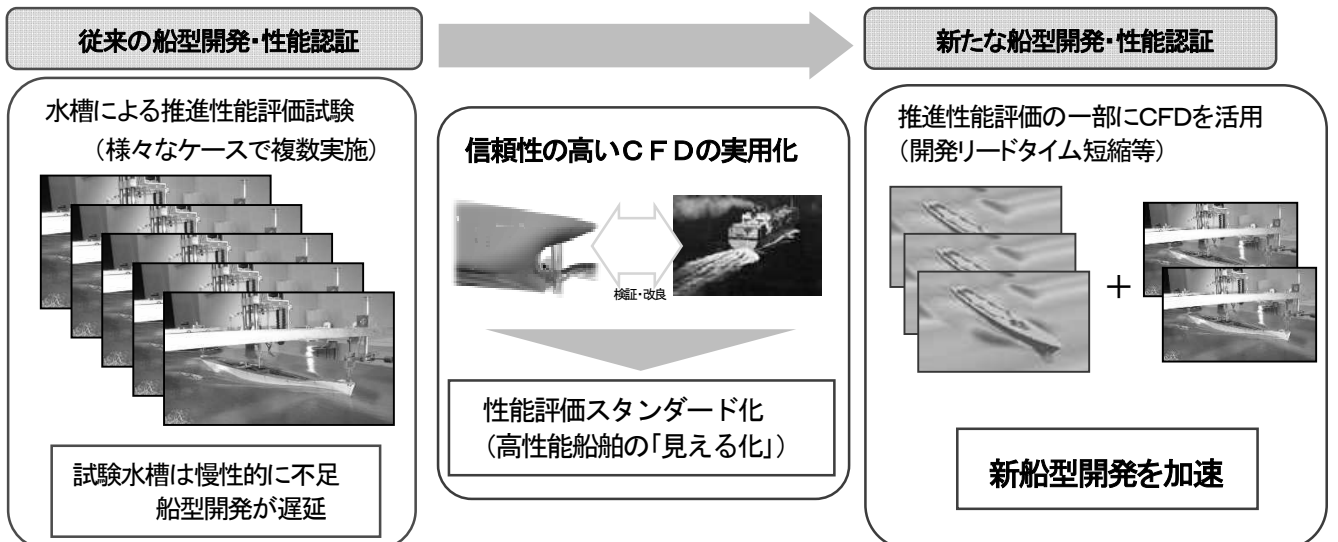 従来の船型開発・性能認証
新たな船型開発・性能認証
水槽による推進性能評価試験
（様々なケースで複数実施）
試験水槽は慢性的に不足
船型開発が遅延
信頼性の高いＣＦＤの実用化
検証・改良
性能評価スタンダード化
（高性能船舶の「見える化」）
推進性能評価の一部にCFDを活用
（開発リードタイム短縮等）
＋
新船型開発を加速